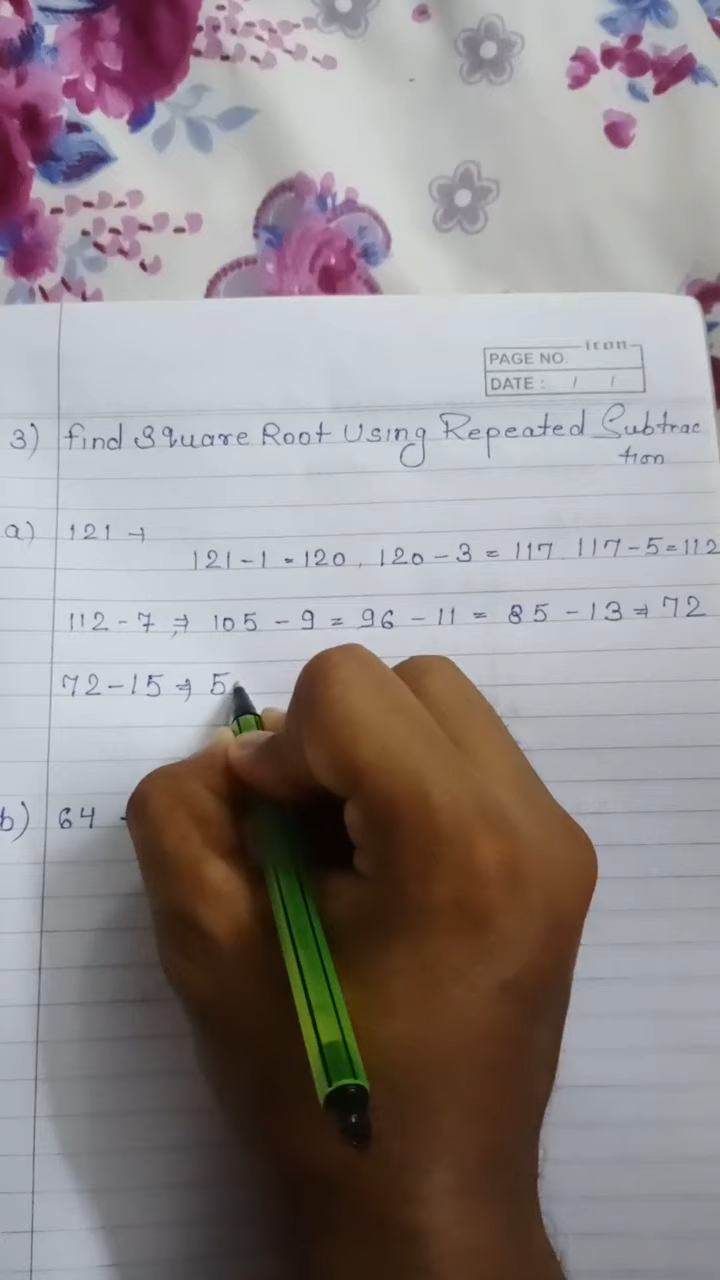 icon
PAGE NO.
DATE : / /
3) find Square Root Using Repeated Subtrac
tion
a) 121 →
121 - 1 = 120, 120 - 3 = 117 117 - 5 = 112
112 - 7 ⇒ 105 - 9 = 96 - 11 = 85 - 13 ⇒ 72
72 - 15 ⇒ 5
b) 64